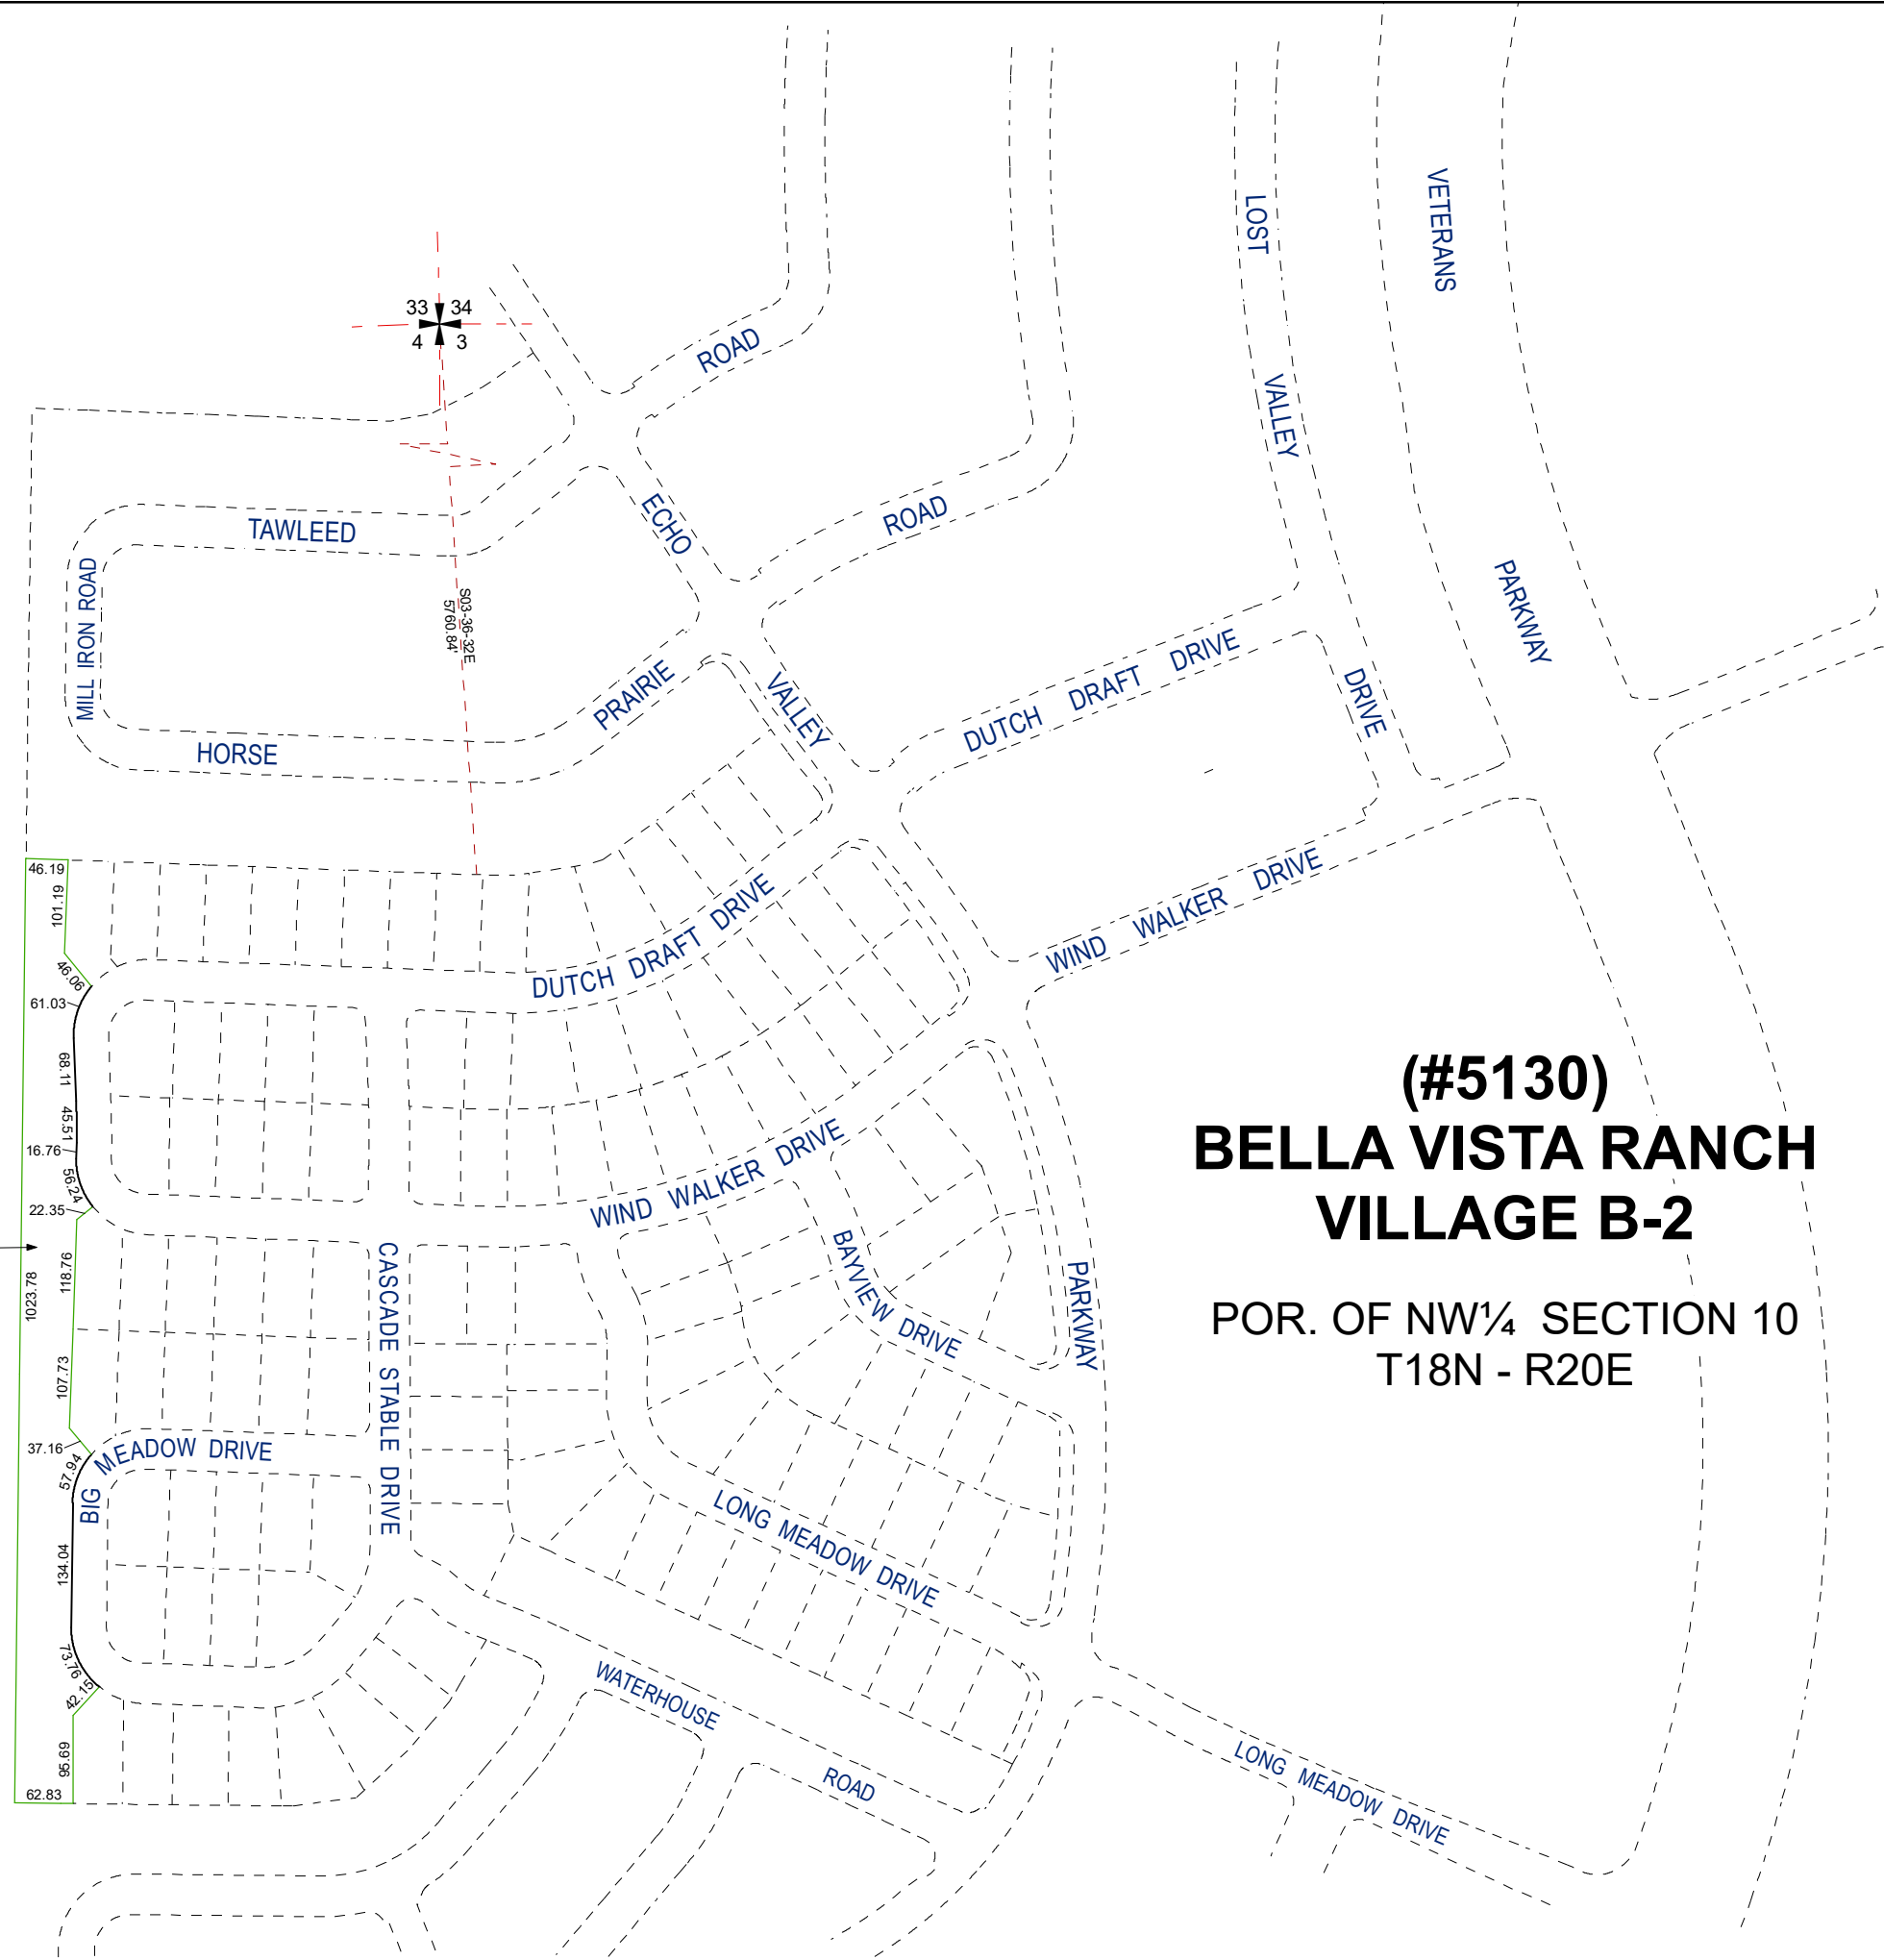 33 34
4 3
ROAD
LOST
VALLEY
DRIVE
VETERANS
PARKWAY
ROAD
ECHO
VALLEY
TAWLEED
MILL IRON ROAD
S03-36-32E
5760.84'
HORSE
PRAIRIE
DUTCH DRAFT DRIVE
WIND WALKER DRIVE
46.19
101.19
46.06
61.03
68.11
45.51
16.76
56.24
22.35
118.76
1023.78
107.73
37.16
57.94
134.04
73.76
42.15
95.69
62.83
DUTCH DRAFT DRIVE
WIND WALKER DRIVE
BAYVIEW DRIVE
PARKWAY
CASCADE STABLE DRIVE
BIG MEADOW DRIVE
LONG MEADOW DRIVE
WATERHOUSE
ROAD
LONG MEADOW DRIVE
(#5130)
BELLA VISTA RANCH
VILLAGE B-2
POR. OF NW¼ SECTION 10
T18N - R20E